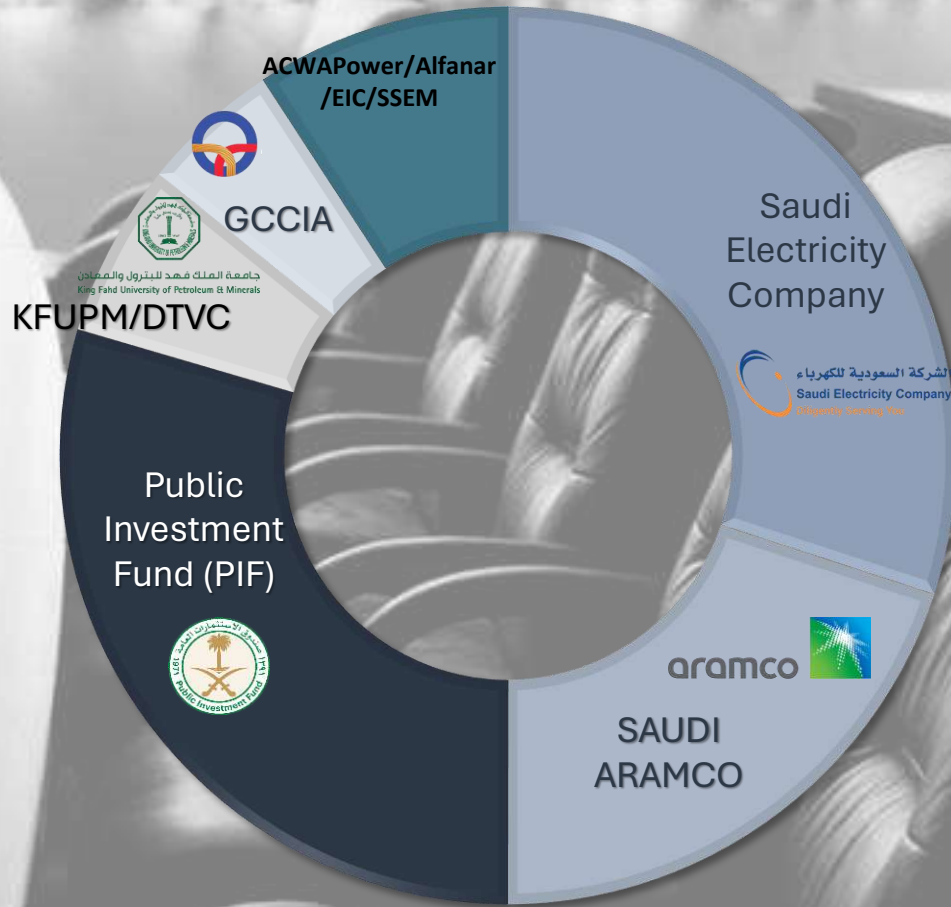 ACWAPower/Alfanar
/EIC/SSEM
GCCIA
جامعة الملك فهد للبترول والمعادن
King Fahd University of Petroleum & Minerals
KFUPM/DTVC
Saudi
Electricity
Company
الشركة السعودية للكهرباء
Saudi Electricity Company
Public
Investment
Fund (PIF)
صندوق الاستثمارات العامة
Public Investment Fund
aramco
SAUDI
ARAMCO